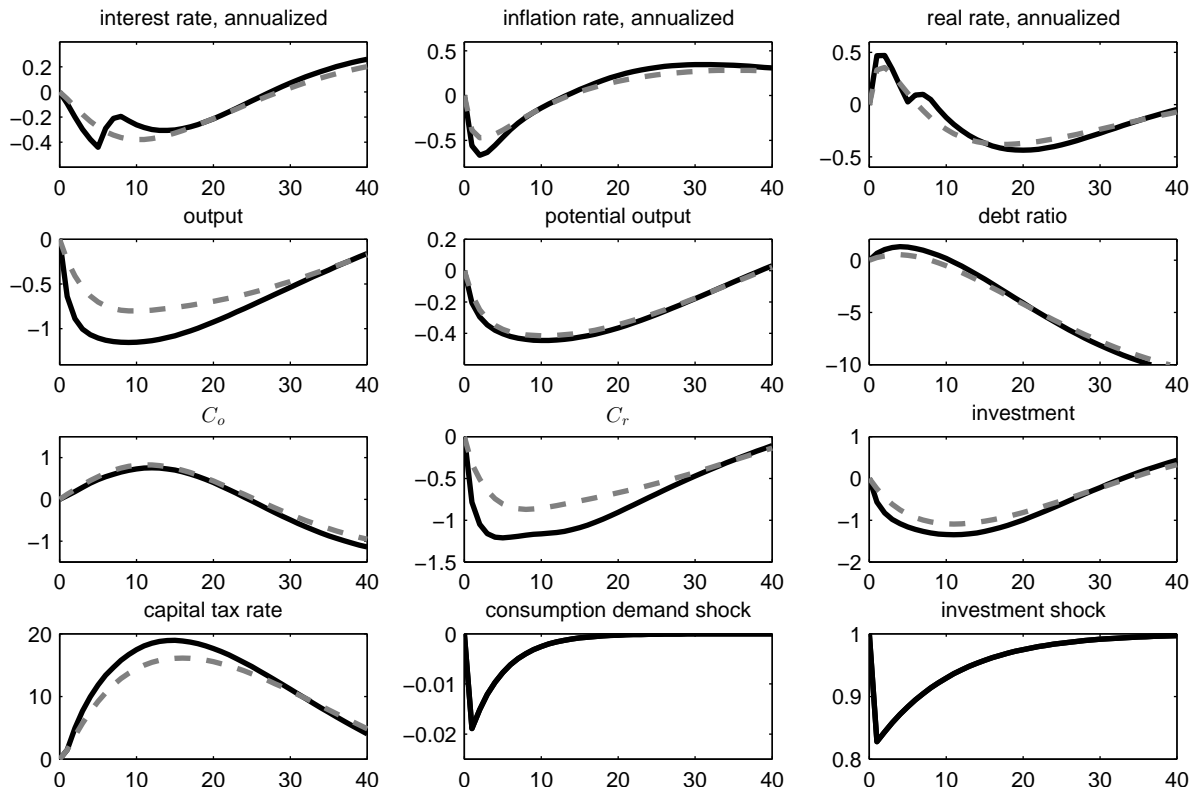 interest rate, annualized
inflation rate, annualized
real rate, annualized
0.2
0
−0.2
−0.4
0 10 20 30 40
0.5
0
−0.5
0 10 20 30 40
0.5
0
−0.5
0 10 20 30 40
output
potential output
debt ratio
0
−0.5
−1
0 10 20 30 40
0.2
0
−0.2
−0.4
0 10 20 30 40
0
−5
−10
0 10 20 30 40
C_o
C_r
investment
1
0
−1
0 10 20 30 40
0
−0.5
−1
−1.5
0 10 20 30 40
1
0
−1
−2
0 10 20 30 40
capital tax rate
consumption demand shock
investment shock
20
10
0
0 10 20 30 40
0
−0.01
−0.02
0 10 20 30 40
1
0.9
0.8
0 10 20 30 40